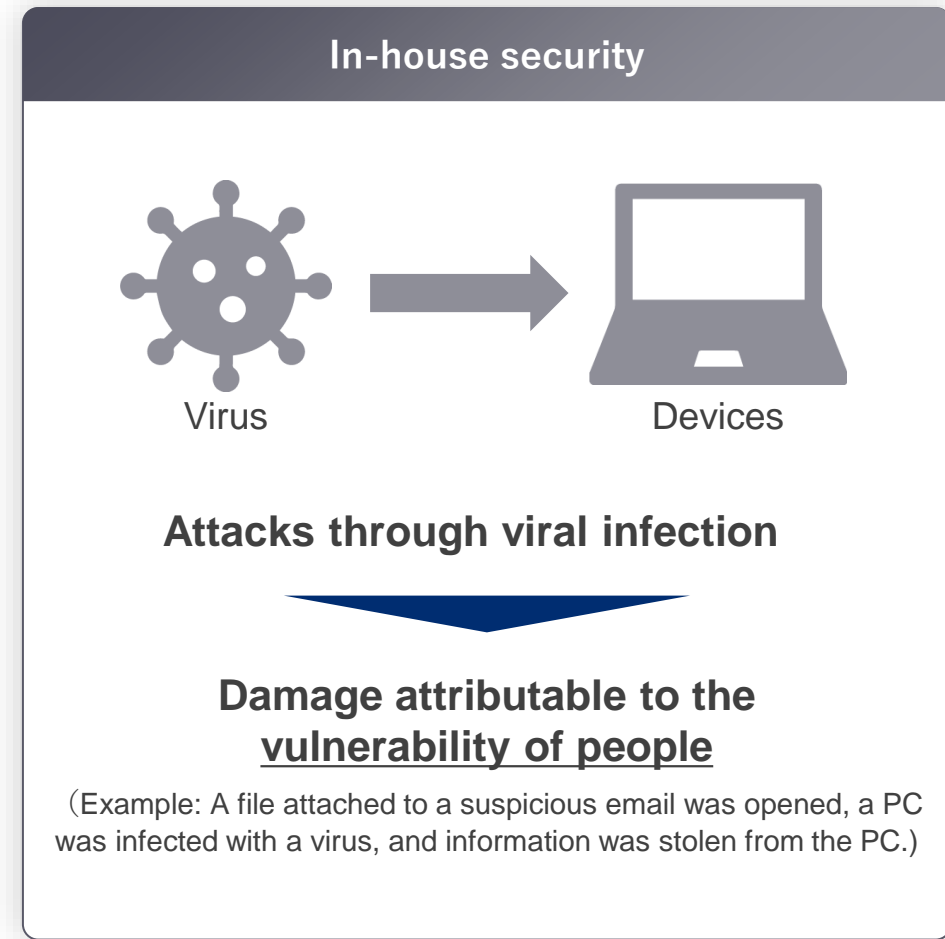 In-house security
Virus
Devices
Attacks through viral infection
Damage attributable to the
vulnerability of people
（Example: A file attached to a suspicious email was opened, a PC
was infected with a virus, and information was stolen from the PC.)